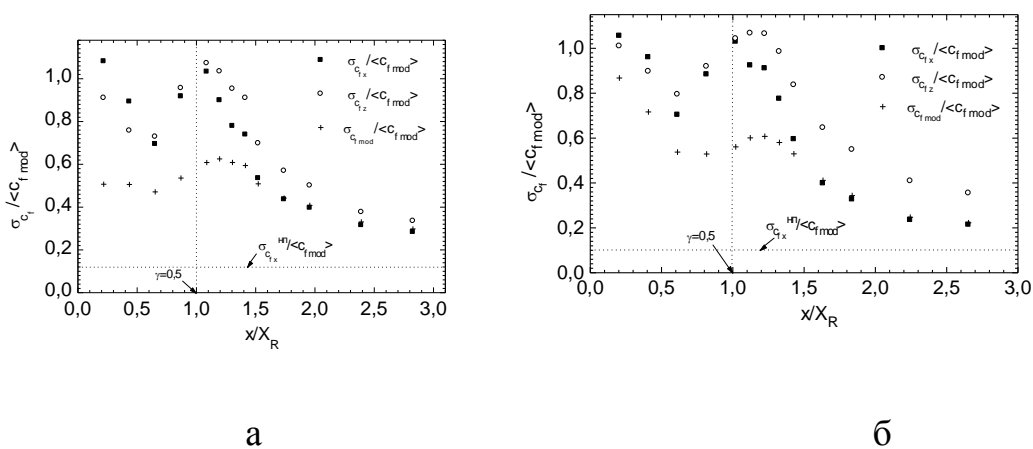 σ_{c_{f x}}/<c_{f mod}>
σ_{c_{f z}}/<c_{f mod}>
σ_{c_{f mod}}/<c_{f mod}>
1,0
0,8
0,6
0,4
0,2
0,0
σ_{c_f}/<c_{f mod}>
σ_{c_{f x}}^{НП}/<c_{f mod}>
γ=0,5
0,0 0,5 1,0 1,5 2,0 2,5 3,0
x/X_R
а
σ_{c_{f x}}/<c_{f mod}>
σ_{c_{f z}}/<c_{f mod}>
σ_{c_{f mod}}/<c_{f mod}>
1,0
0,8
0,6
0,4
0,2
0,0
σ_{c_f}/<c_{f mod}>
σ_{c_{f x}}^{НП}/<c_{f mod}>
γ=0,5
0,0 0,5 1,0 1,5 2,0 2,5 3,0
x/X_R
б